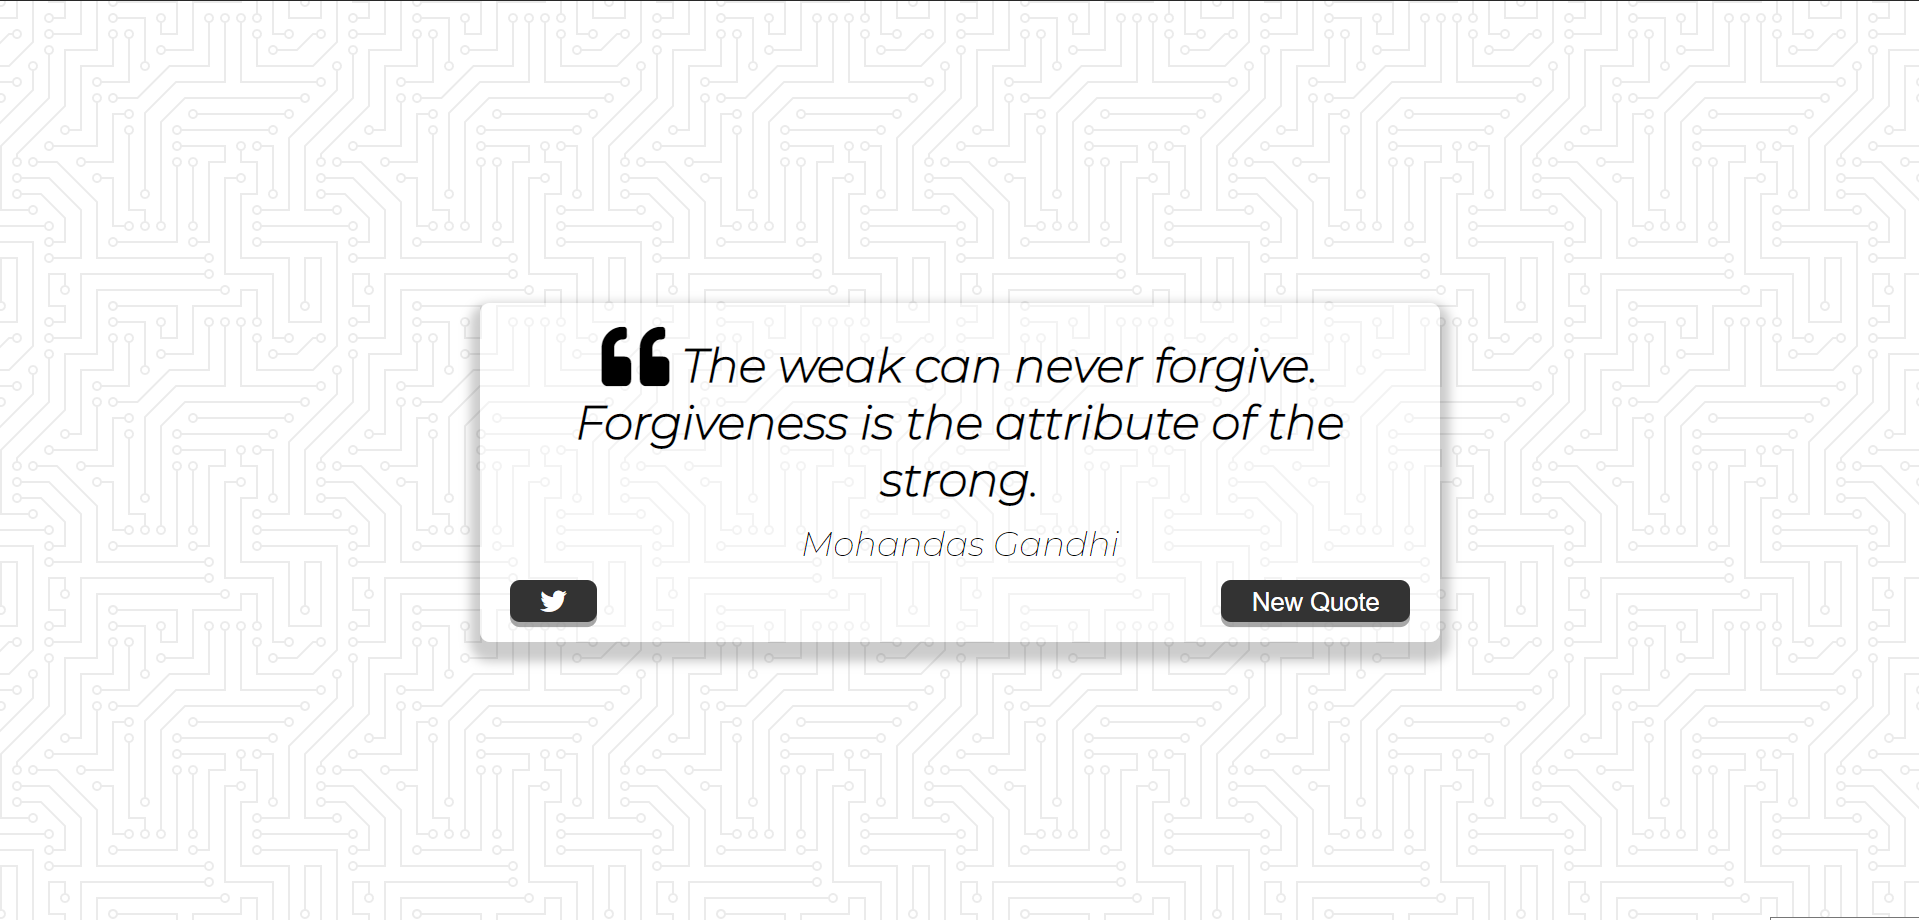 The weak can never forgive.
Forgiveness is the attribute of the
strong.
Mohandas Gandhi
New Quote